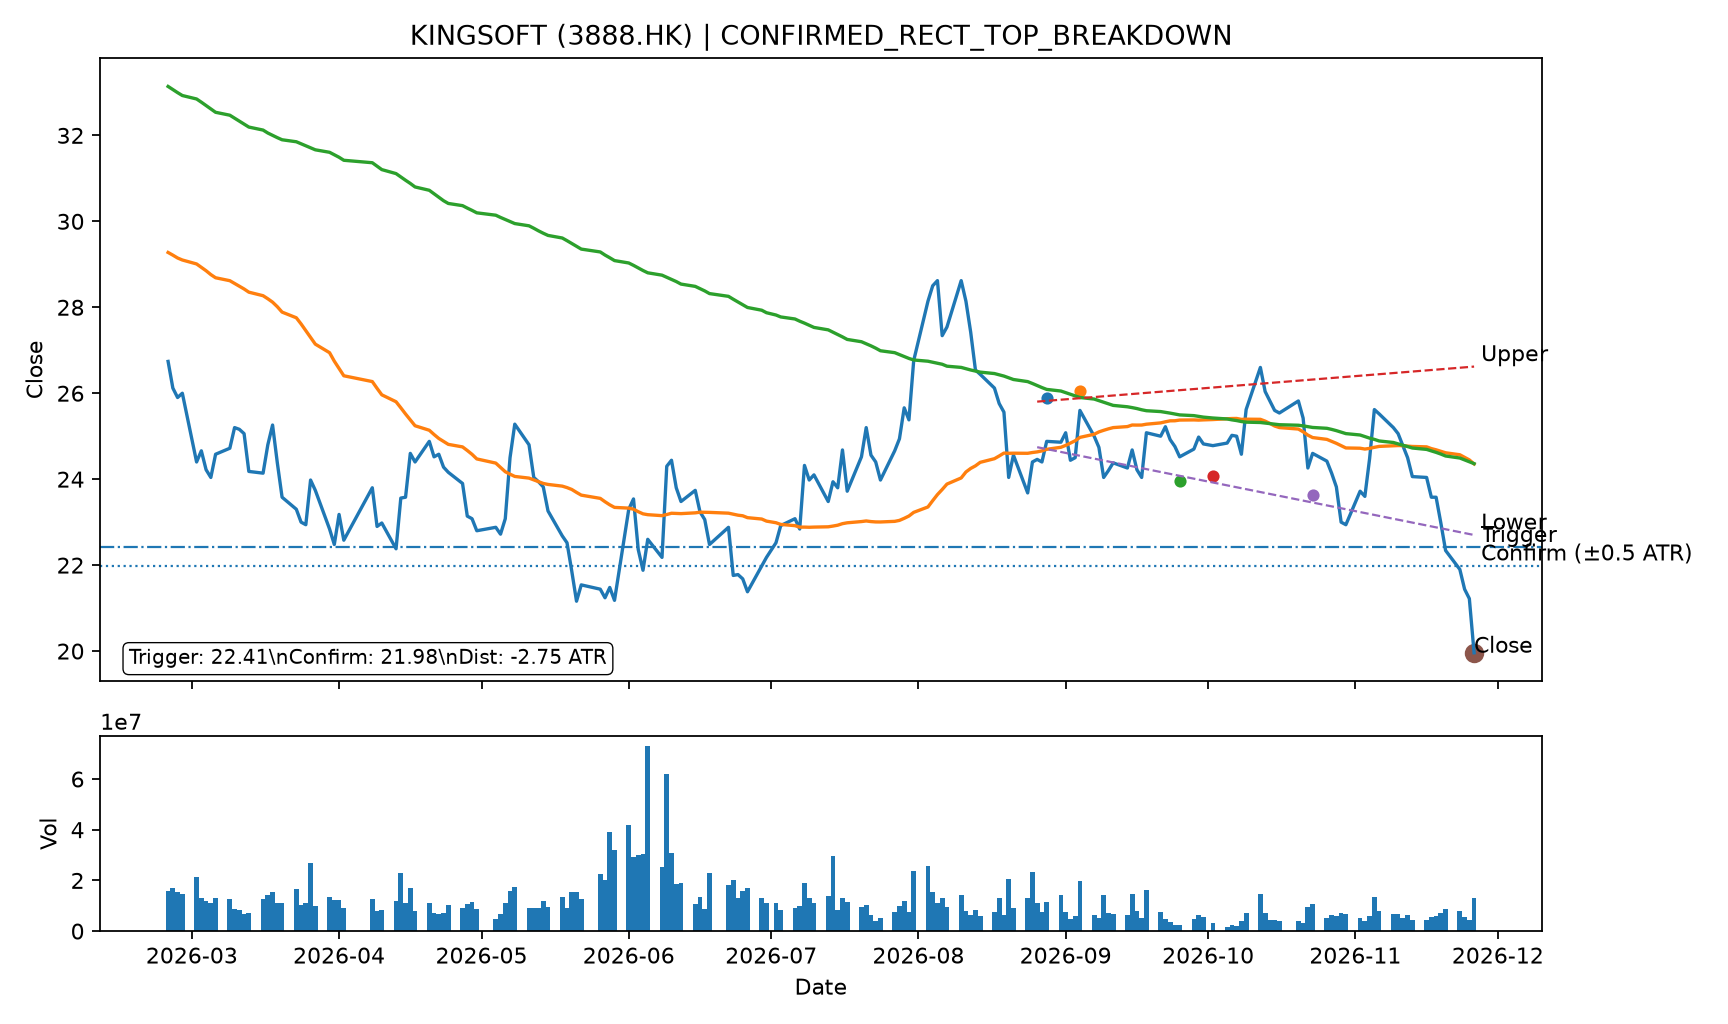 KINGSOFT (3888.HK) | CONFIRMED_RECT_TOP_BREAKDOWN
Close
32
30
28
26
24
22
20
Upper
Lower
Trigger
Confirm (±0.5 ATR)
Close
Trigger: 22.41\nConfirm: 21.98\nDist: -2.75 ATR
1e7
Vol
6
4
2
0
2026-03
2026-04
2026-05
2026-06
2026-07
2026-08
2026-09
2026-10
2026-11
2026-12
Date